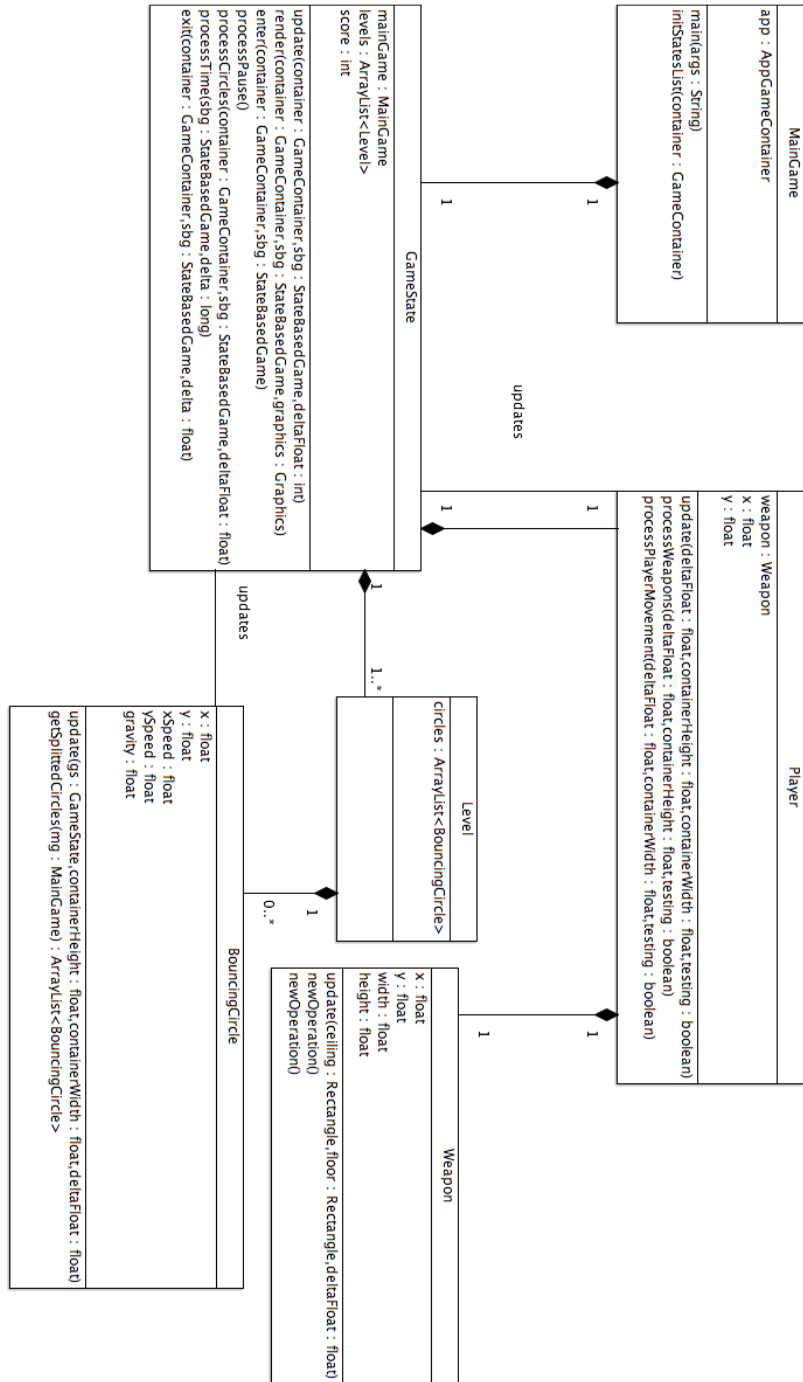 MainGame
app : AppGameContainer
main(args : String)
initStatesList(container : GameContainer)
1
1
GameState
mainGame : MainGame
levels : ArrayList<Level>
score : int
update(container : GameContainer,sbg : StateBasedGame,deltaFloat : int)
render(container : GameContainer,sbg : StateBasedGame,graphics : Graphics)
enter(container : GameContainer,sbg : StateBasedGame)
processPause()
processCircles(container : GameContainer,sbg : StateBasedGame,deltaFloat : float)
processTime(sbg : StateBasedGame,delta : long)
exit(container : GameContainer,sbg : StateBasedGame,delta : float)
updates
1
1
Player
weapon : Weapon
x : float
y : float
update(deltaFloat : float,containerHeight : float,containerWidth : float,testing : boolean)
processWeapons(deltaFloat : float,containerHeight : float,testing : boolean)
processPlayerMovement(deltaFloat : float,containerWidth : float,testing : boolean)
1
1..*
updates
Level
circles : ArrayList<BouncingCircle>
1
0..*
1
1
BouncingCircle
x : float
y : float
xSpeed : float
ySpeed : float
gravity : float
update(gs : GameState,containerHeight : float,containerWidth : float,deltaFloat : float)
getSplittedCircles(mg : MainGame) : ArrayList<BouncingCircle>
Weapon
x : float
y : float
width : float
height : float
update(ceiling : Rectangle,floor : Rectangle,deltaFloat : float)
newOperation()
newOperation()